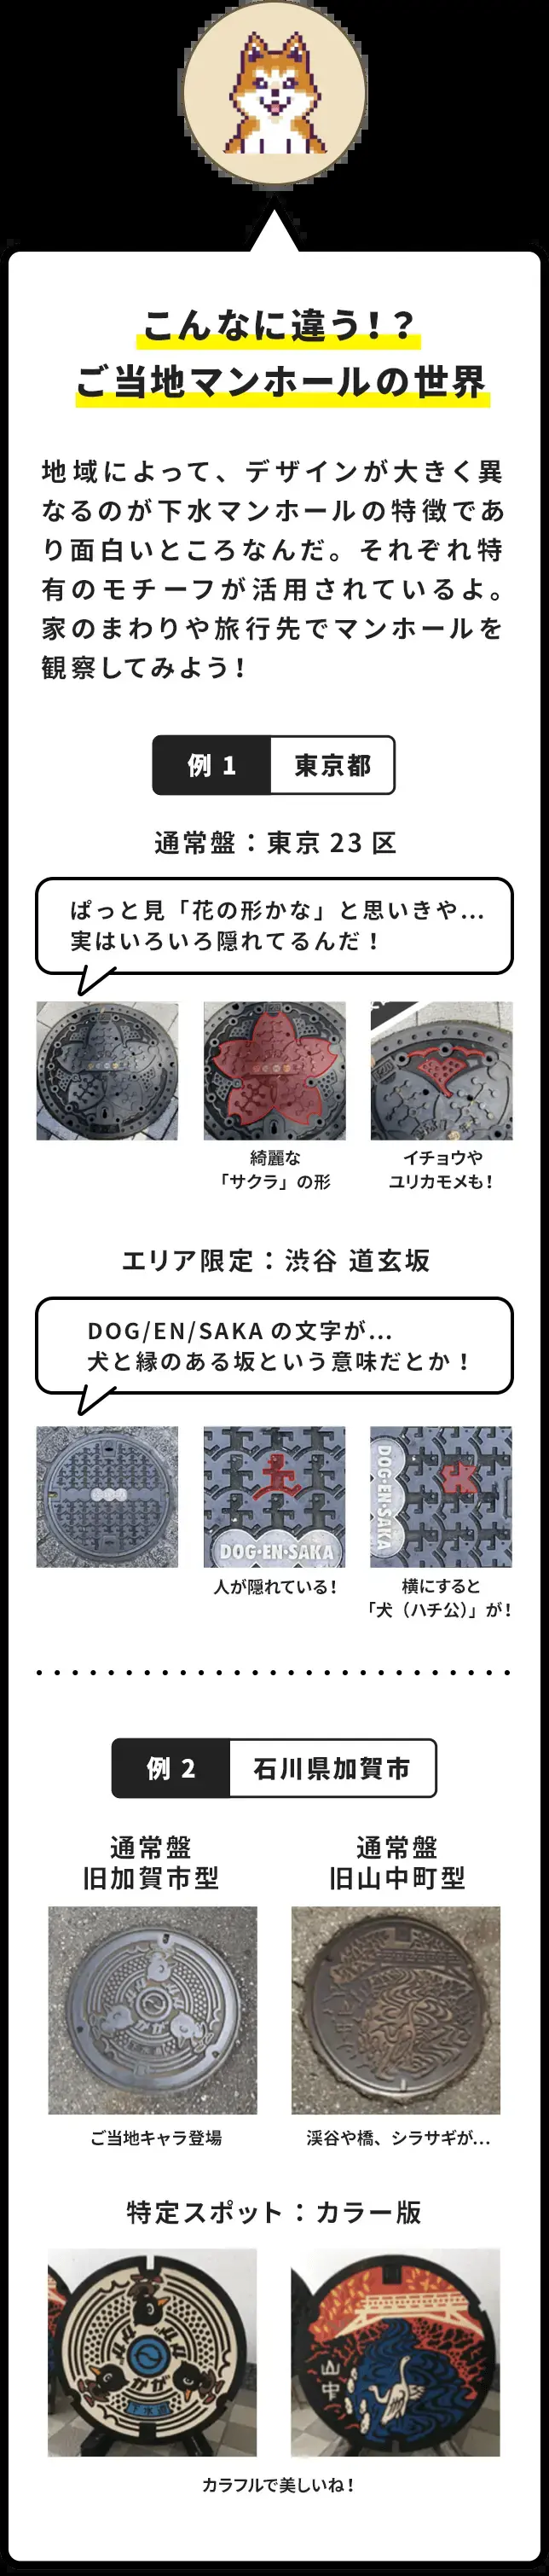 こんなに違う！？
ご当地マンホールの世界
地域によって、デザインが大きく異
なるのが下水マンホールの特徴であ
り面白いところなんだ。それぞれ特
有のモチーフが活用されているよ。
家のまわりや旅行先でマンホールを
観察してみよう！
例 1 東京都
通常盤：東京 23 区
ぱっと見「花の形かな」と思いきや...
実はいろいろ隠れてるんだ！
綺麗な
「サクラ」の形
イチョウや
ユリカモメも！
エリア限定：渋谷 道玄坂
DOG/EN/SAKA の文字が...
犬と縁のある坂という意味だとか！
DOG·EN·SAKA
DOG·EN·SAKA
人が隠れている！
横にすると
「犬（ハチ公）」が！
例 2 石川県加賀市
通常盤
旧加賀市型
通常盤
旧山中町型
かが
ご当地キャラ登場
渓谷や橋、シラサギが...
特定スポット：カラー版
かが
下水道
山中
カラフルで美しいね！